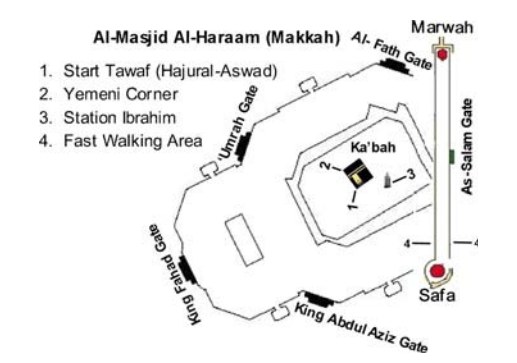 Marwah
Al-Masjid Al-Haraam (Makkah)
Al- Fath Gate
1. Start Tawaf (Hajural-Aswad)
2. Yemeni Corner
3. Station Ibrahim
4. Fast Walking Area
'Umrah Gate
As-Salam Gate
Ka'bah
2
3
1
4
4
King Fahad Gate
Safa
King Abdul Aziz Gate